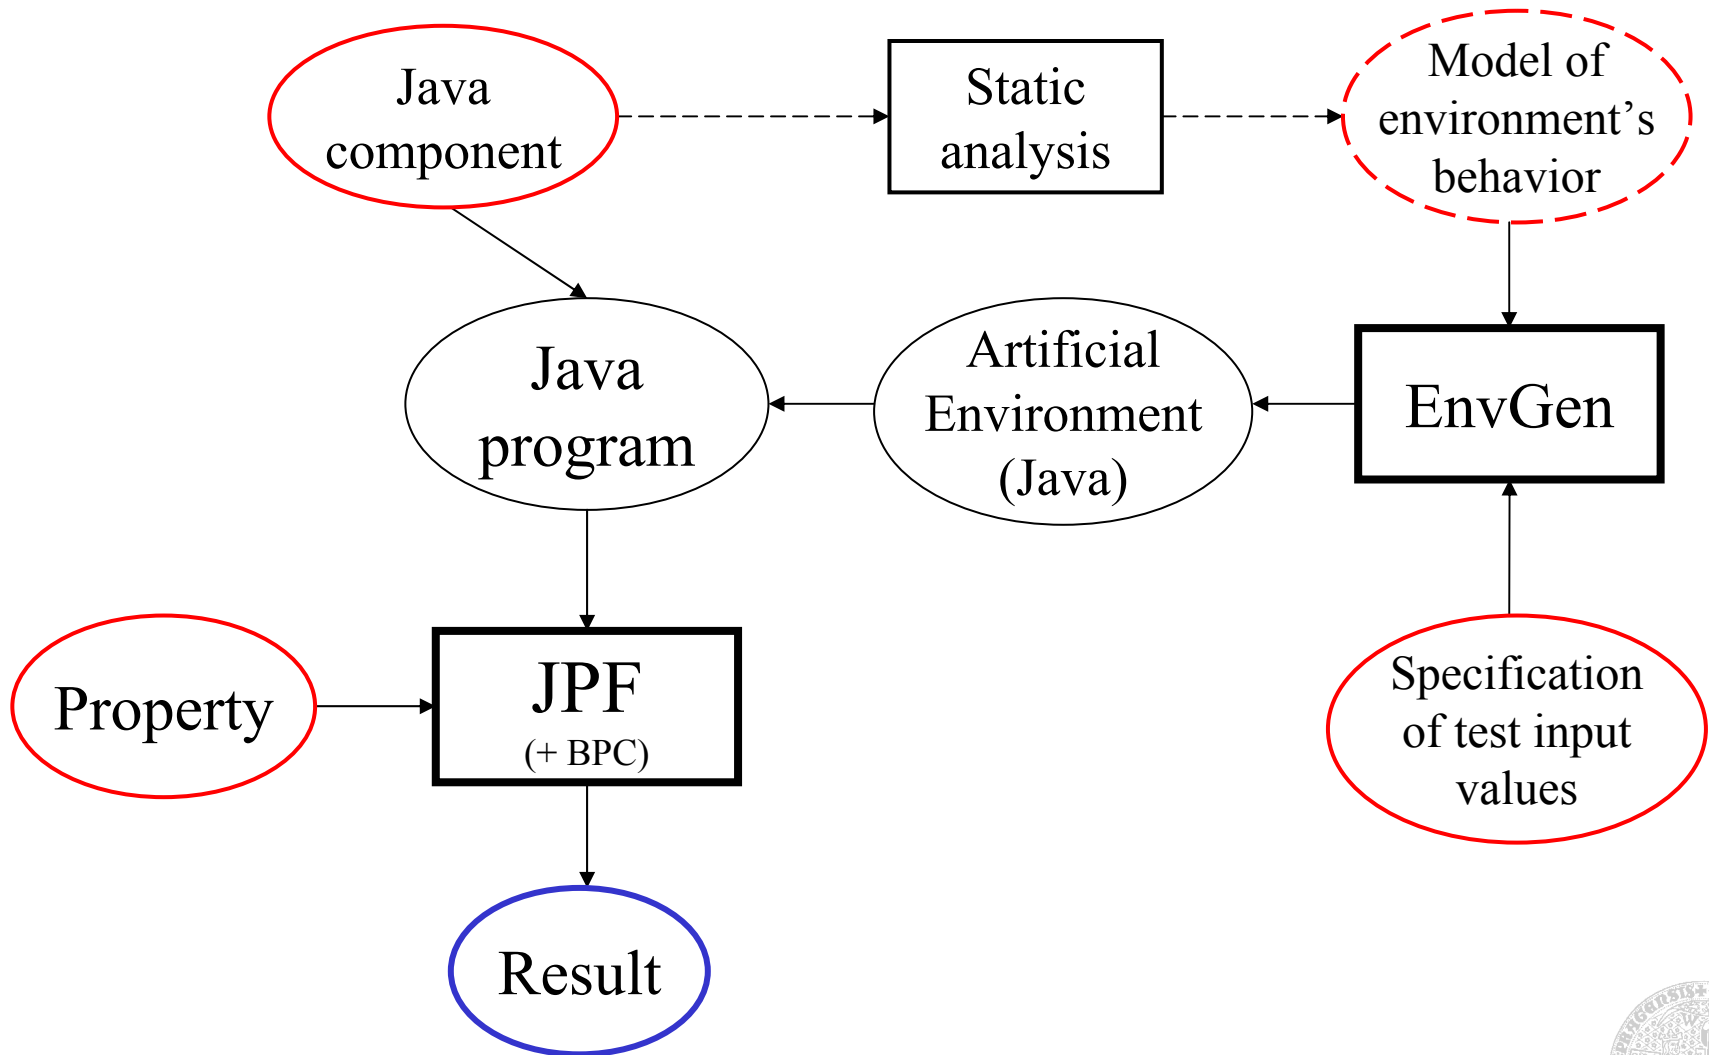 Java
component
Static
analysis
Model of
environment’s
behavior
Java
program
Artificial
Environment
(Java)
EnvGen
Property
JPF
(+ BPC)
Specification
of test input
values
Result